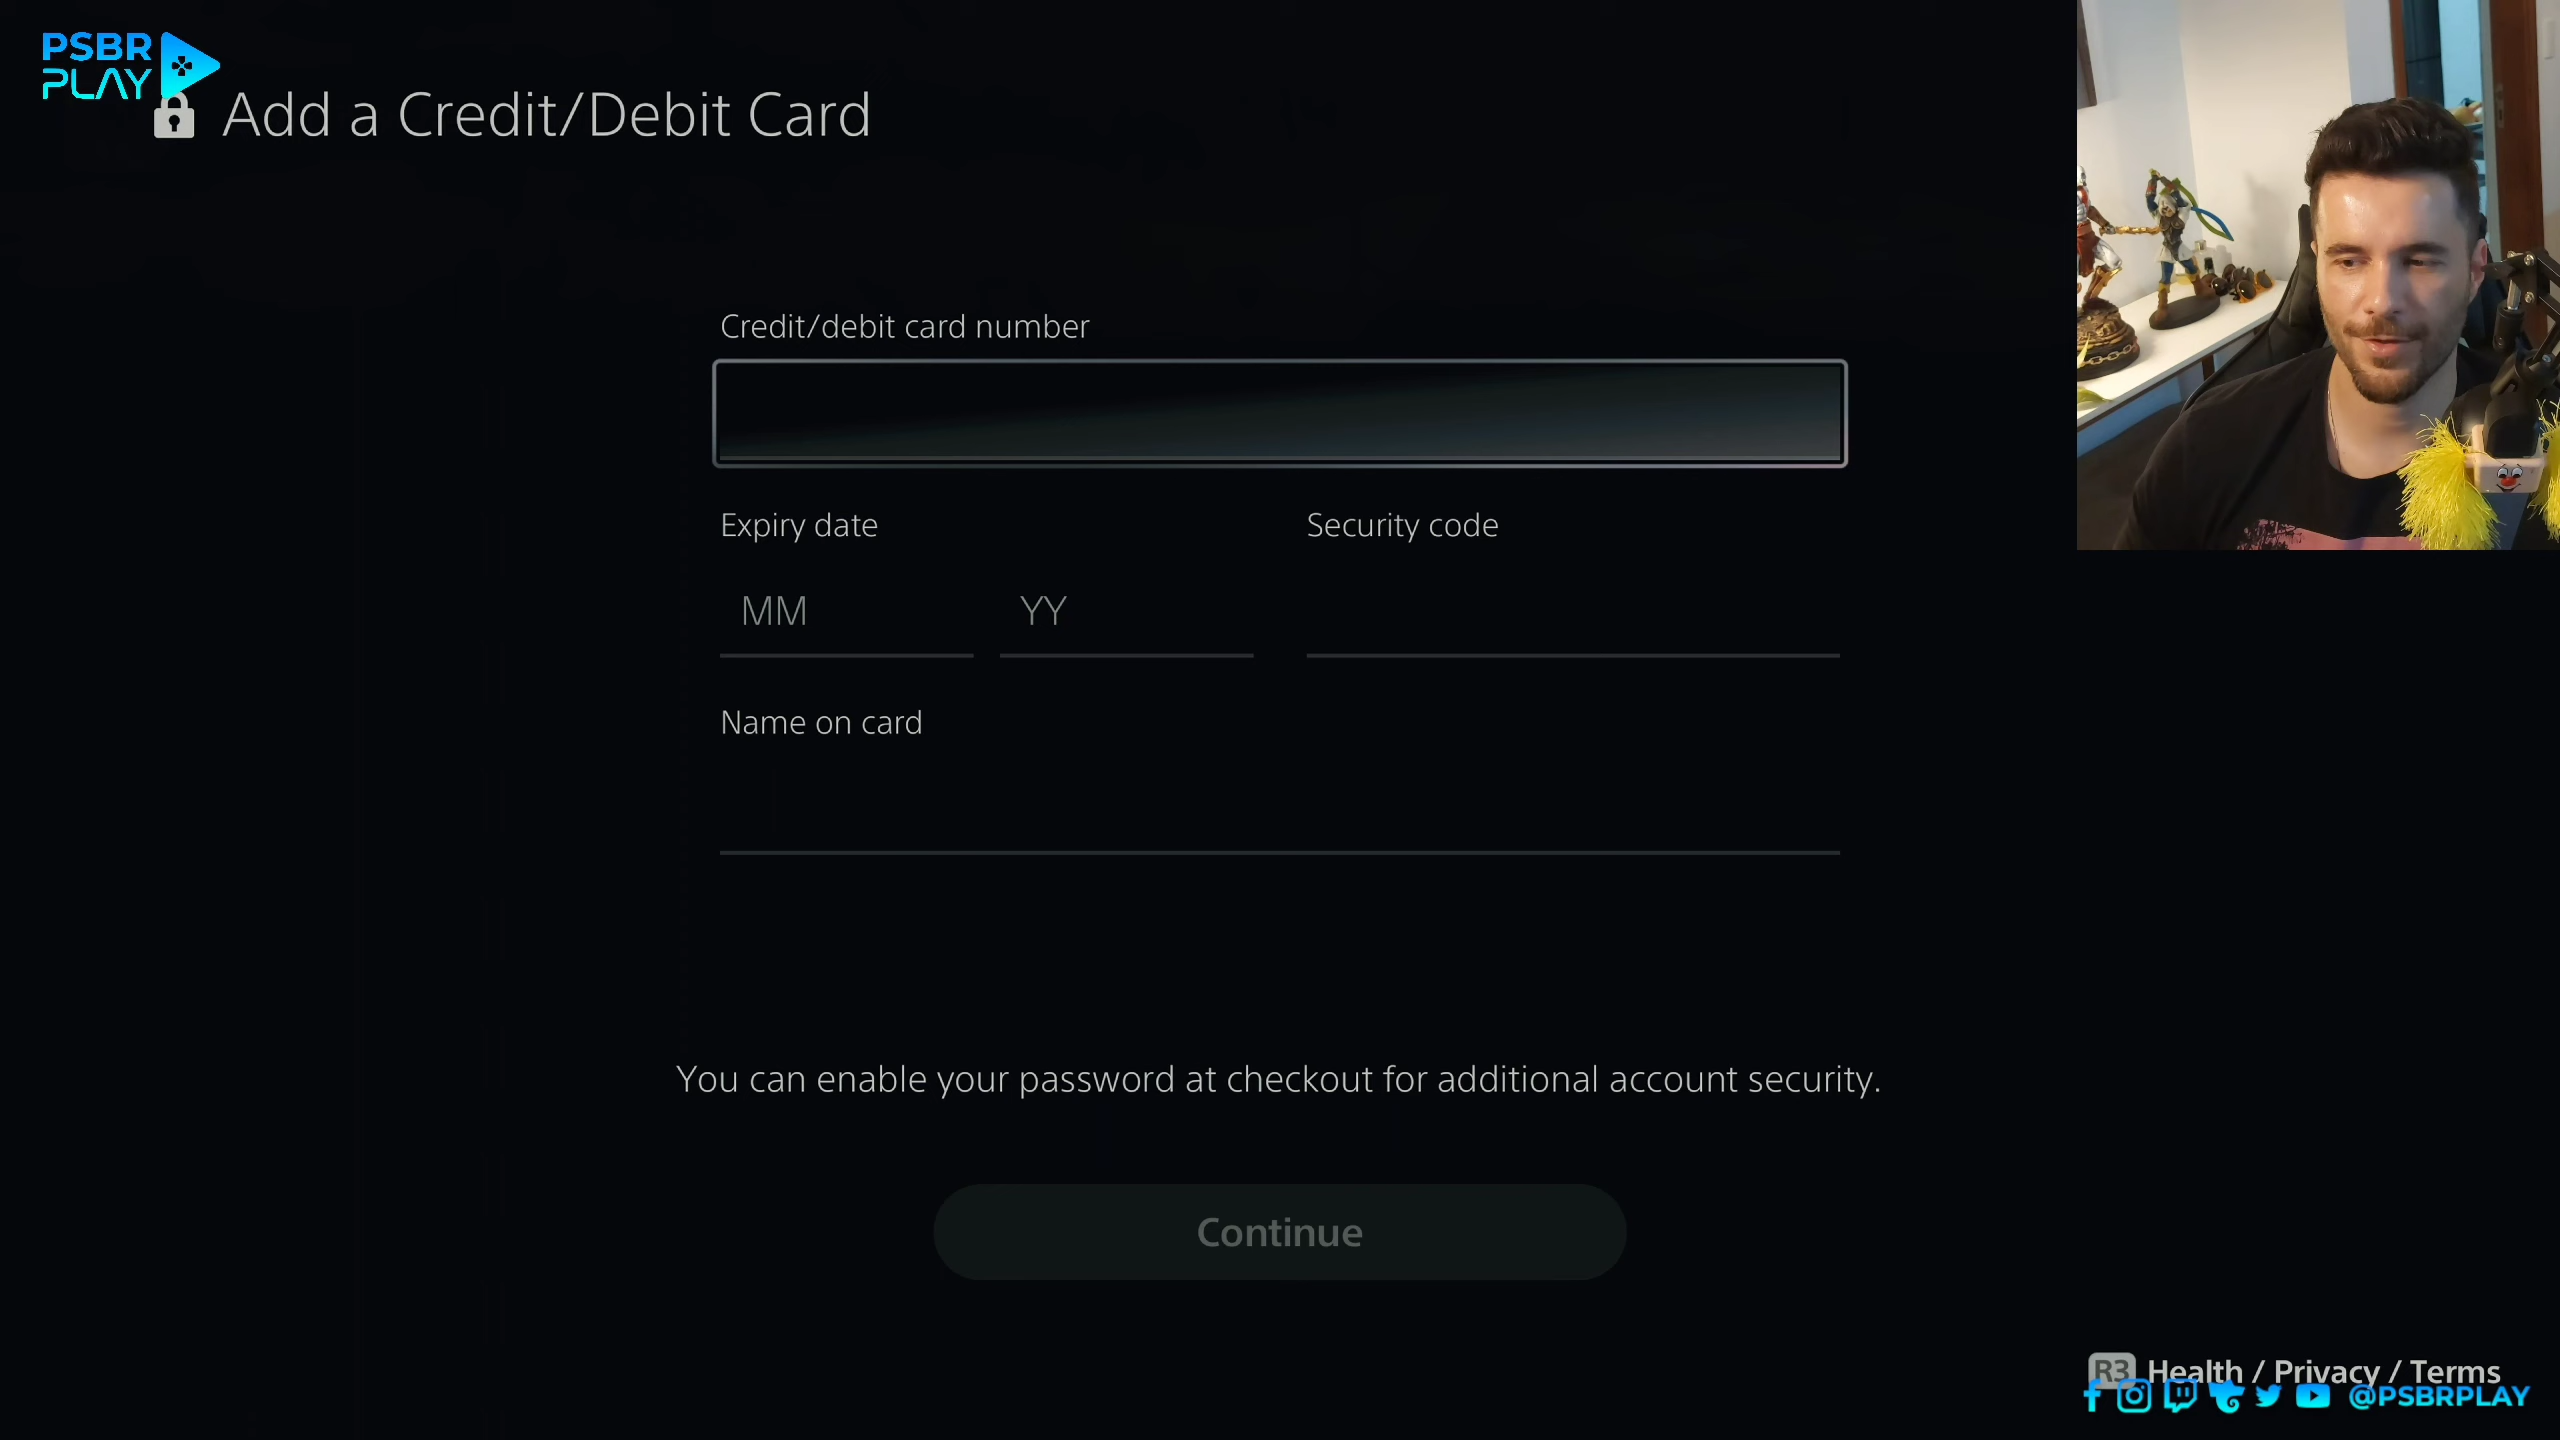 PSBR
PLAY
Add a Credit/Debit Card
Credit/debit card number
Expiry date
Security code
MM
YY
Name on card
You can enable your password at checkout for additional account security.
Continue
R3 Health / Privacy / Terms
@PSBRPLAY